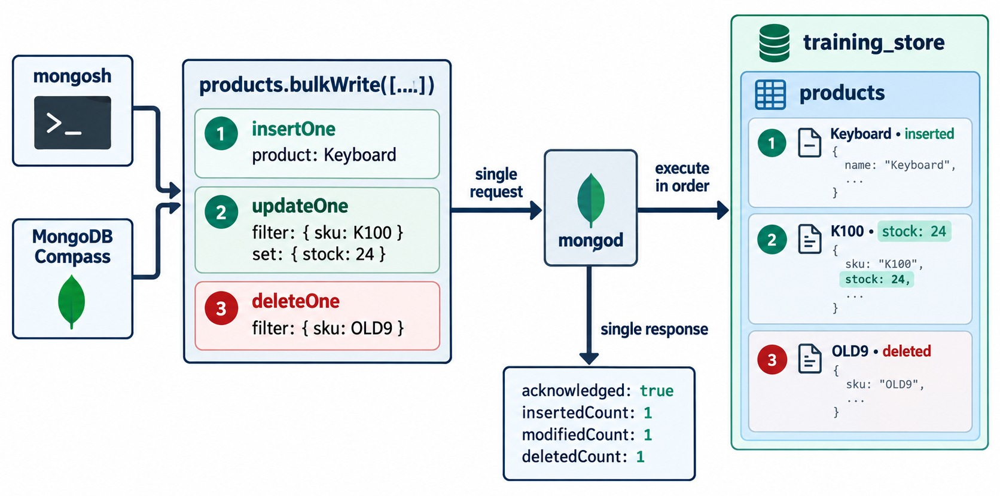 mongosh
>_
MongoDB
Compass
products.bulkWrite([....])
1 insertOne
product: Keyboard
2 updateOne
filter: { sku: K100 }
set: { stock: 24 }
3 deleteOne
filter: { sku: OLD9 }
single
request
mongod
execute
in order
single response
acknowledged: true
insertedCount: 1
modifiedCount: 1
deletedCount: 1
training_store
products
1 Keyboard • inserted
{
name: "Keyboard",
...
}
2 K100 • stock: 24
{
sku: "K100",
stock: 24,
...
}
3 OLD9 • deleted
{
sku: "OLD9",
...
}